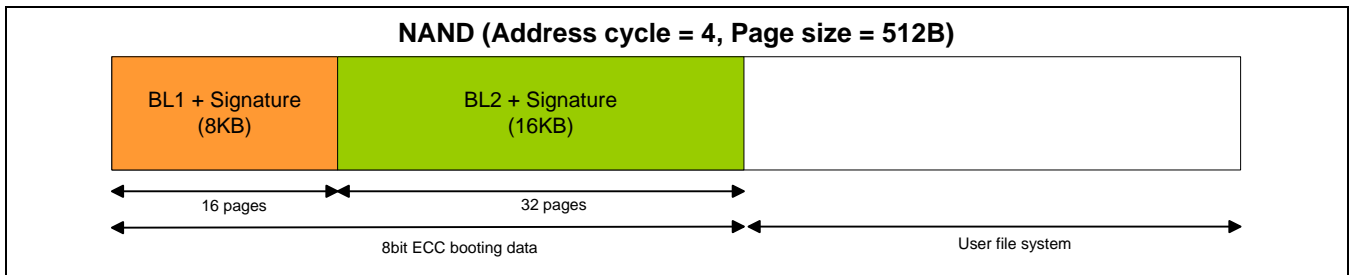 NAND (Address cycle = 4, Page size = 512B)
BL1 + Signature
(8KB)
BL2 + Signature
(16KB)
16 pages
32 pages
8bit ECC booting data
User file system